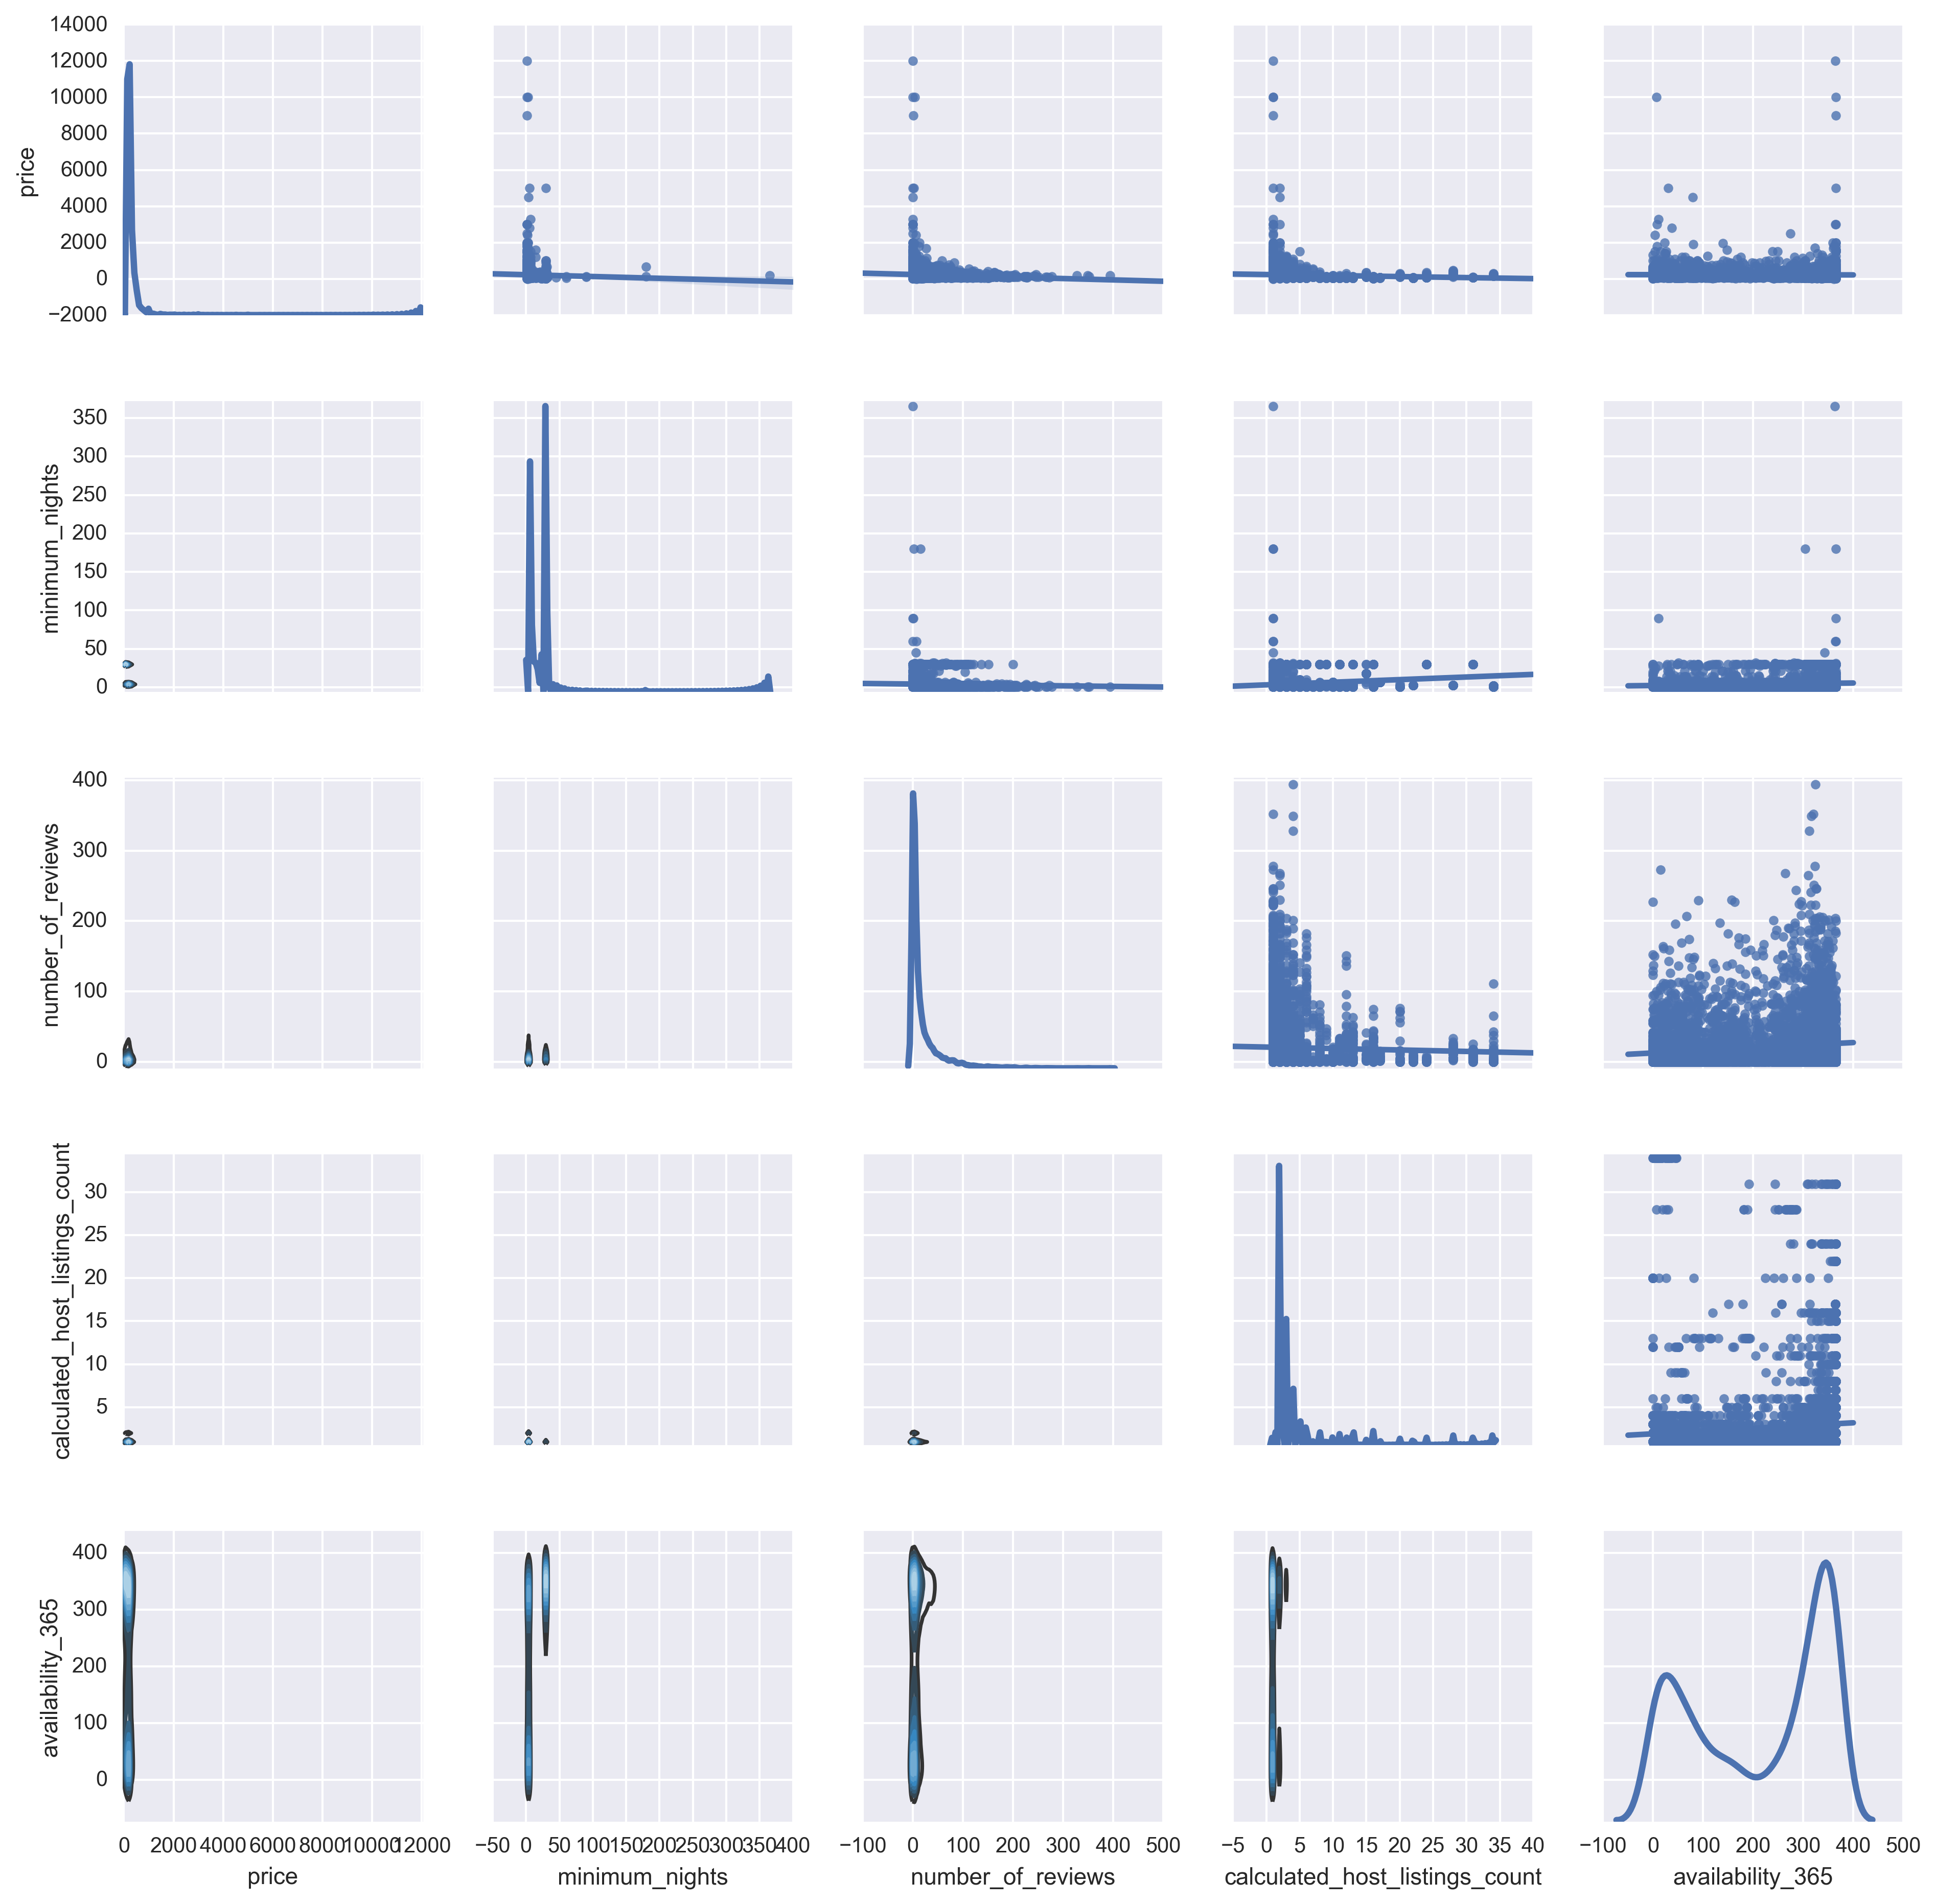 14000
12000
10000
8000
6000
4000
2000
0
−2000
price
350
300
250
200
150
100
50
0
minimum_nights
400
300
200
100
0
number_of_reviews
30
25
20
15
10
5
calculated_host_listings_count
400
300
200
100
0
availability_365
0 2000 4000 6000 8000 10000 12000
−50 0 50 100 150 200 250 300 350 400
−100 0 100 200 300 400 500
−5 0 5 10 15 20 25 30 35 40
−100 0 100 200 300 400 500
price
minimum_nights
number_of_reviews
calculated_host_listings_count
availability_365